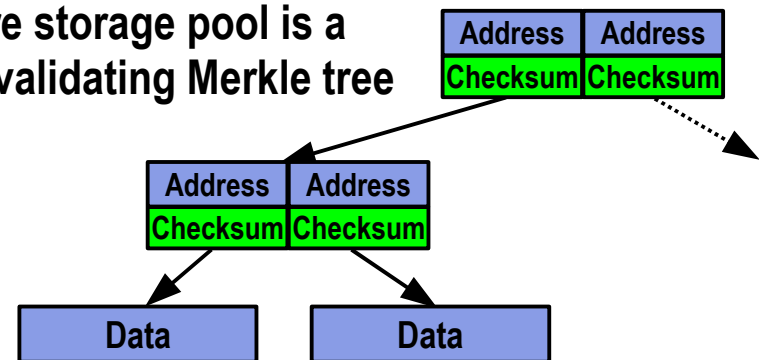 storage pool is a
validating Merkle tree
Address Address
Checksum Checksum
Address Address
Checksum Checksum
Data Data